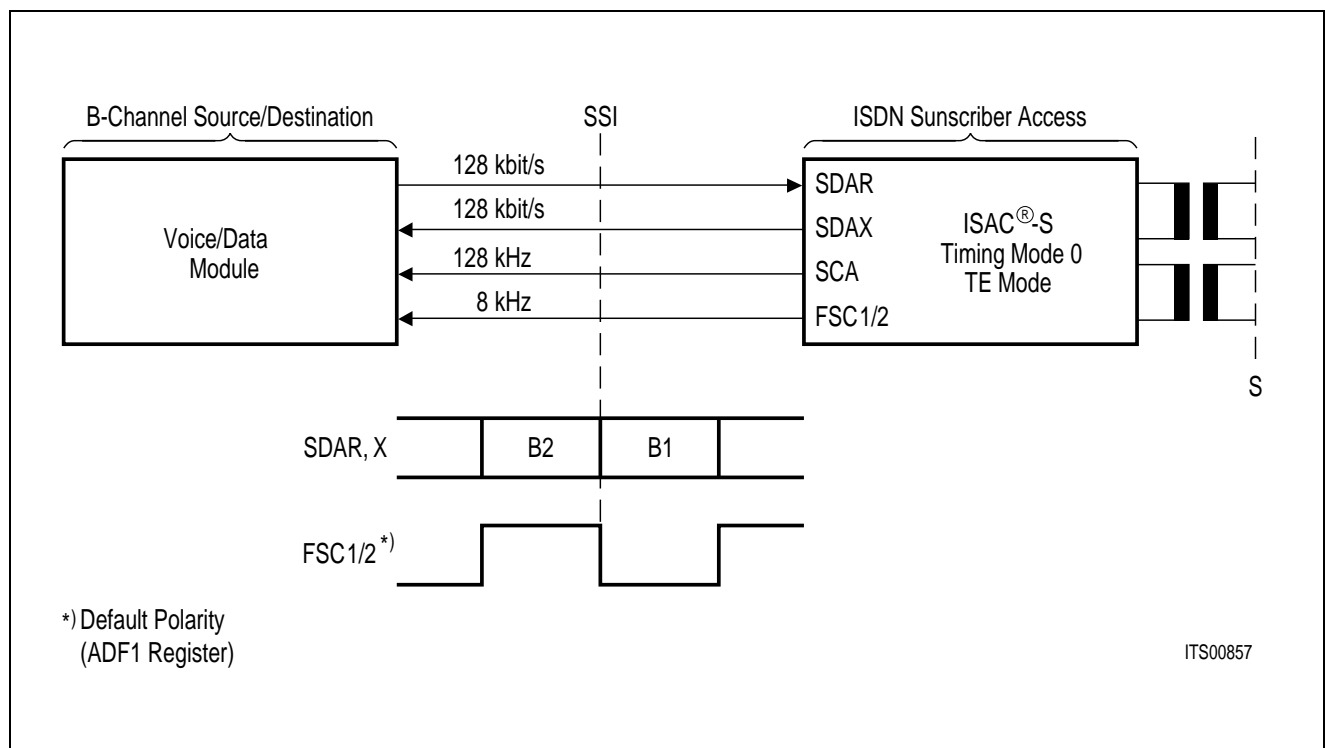 B-Channel Source/Destination
SSI
ISDN Sunscriber Access
128 kbit/s
SDAR
128 kbit/s
SDAX
128 kHz
SCA
8 kHz
FSC1/2
Voice/Data
Module
ISAC®-S
Timing Mode 0
TE Mode
S
SDAR, X
B2
B1
FSC1/2 *)
*) Default Polarity
(ADF1 Register)
ITS00857